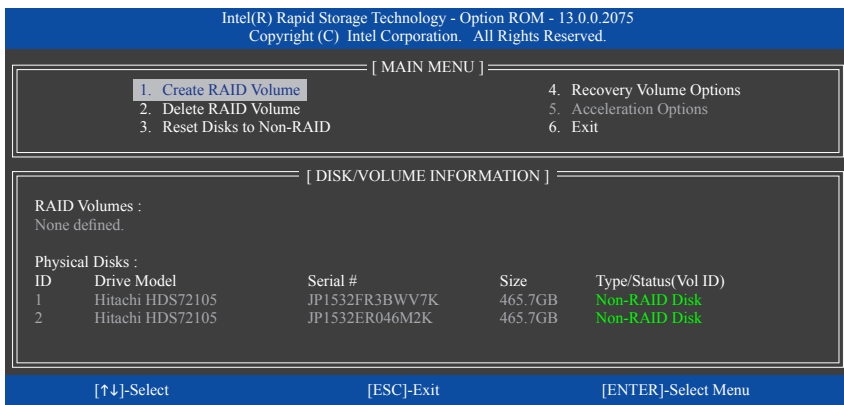 Intel(R) Rapid Storage Technology - Option ROM - 13.0.0.2075
Copyright (C) Intel Corporation. All Rights Reserved.
[ MAIN MENU ]
1. Create RAID Volume 4. Recovery Volume Options
2. Delete RAID Volume 5. Acceleration Options
3. Reset Disks to Non-RAID 6. Exit
[ DISK/VOLUME INFORMATION ]
RAID Volumes :
None defined.
Physical Disks :
ID Drive Model Serial # Size Type/Status(Vol ID)
1 Hitachi HDS72105 JP1532FR3BWV7K 465.7GB Non-RAID Disk
2 Hitachi HDS72105 JP1532ER046M2K 465.7GB Non-RAID Disk
[↑↓]-Select [ESC]-Exit [ENTER]-Select Menu